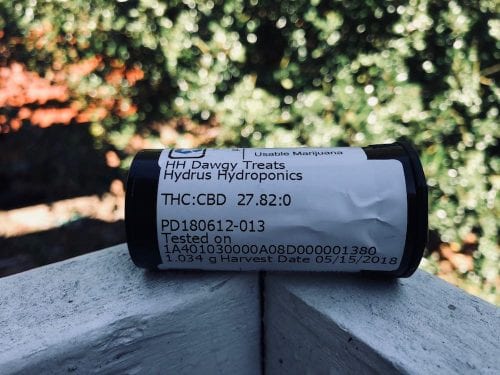 Usable Marijuana
HH Dawgy Treats
Hydrus Hydroponics
THC:CBD 27.82:0
PD180612-013
Tested on
1A401030000A08D000001380
1.034 g Harvest Date 05/15/2018